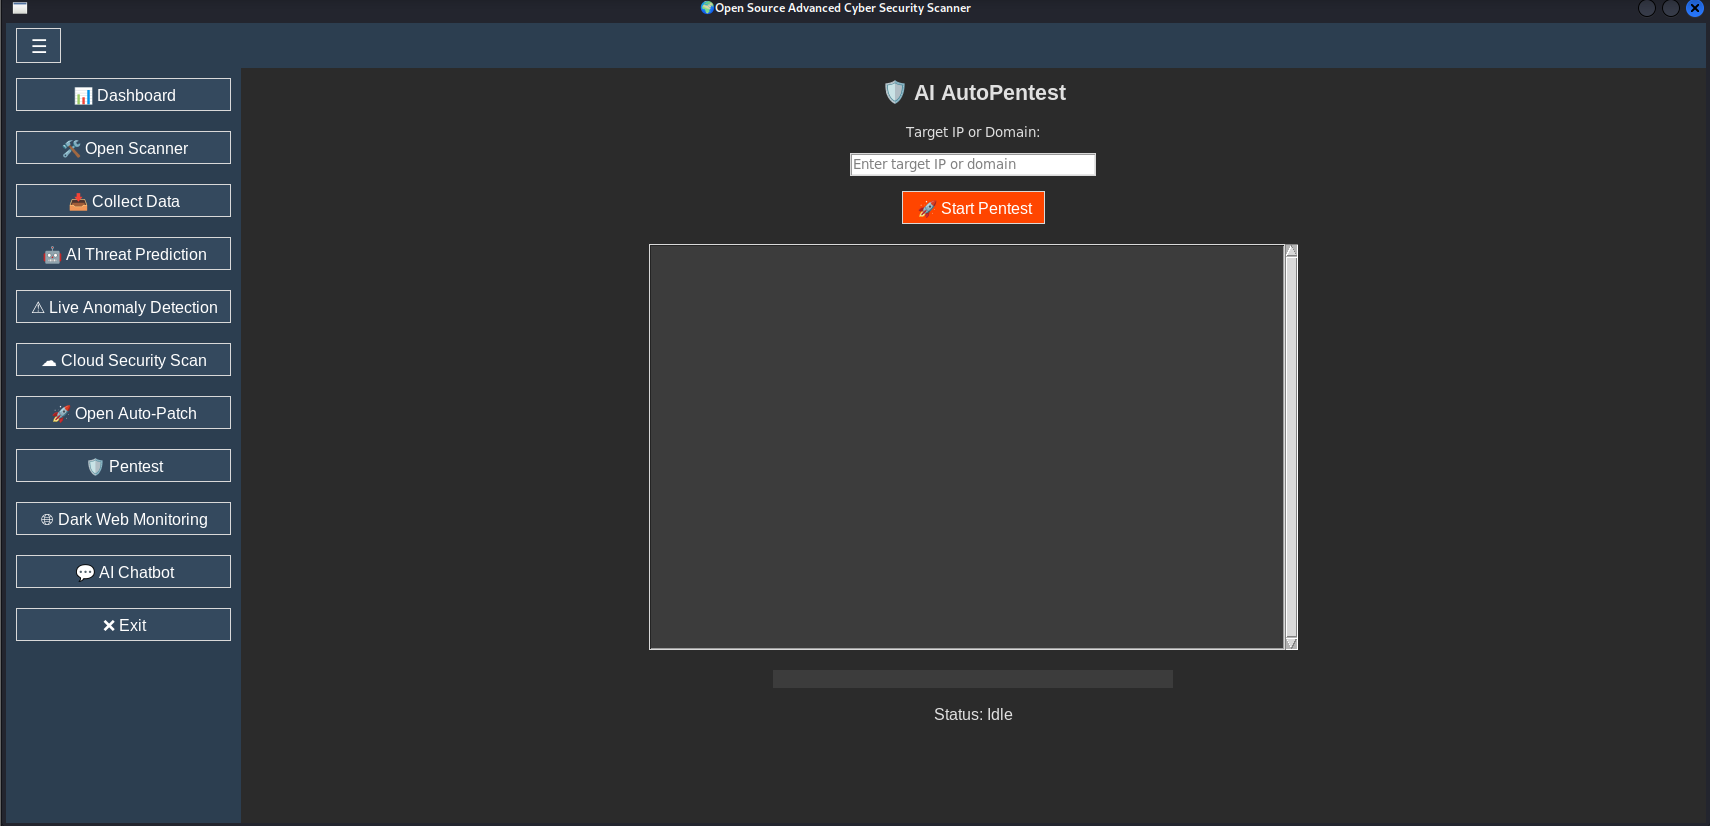 🌍Open Source Advanced Cyber Security Scanner
☰
📊 Dashboard
🛠️ Open Scanner
📥 Collect Data
🤖 AI Threat Prediction
⚠ Live Anomaly Detection
☁ Cloud Security Scan
🚀 Open Auto-Patch
🛡️ Pentest
🌐 Dark Web Monitoring
💬 AI Chatbot
❌ Exit
🛡️ AI AutoPentest
Target IP or Domain:
Enter target IP or domain
🚀 Start Pentest
Status: Idle